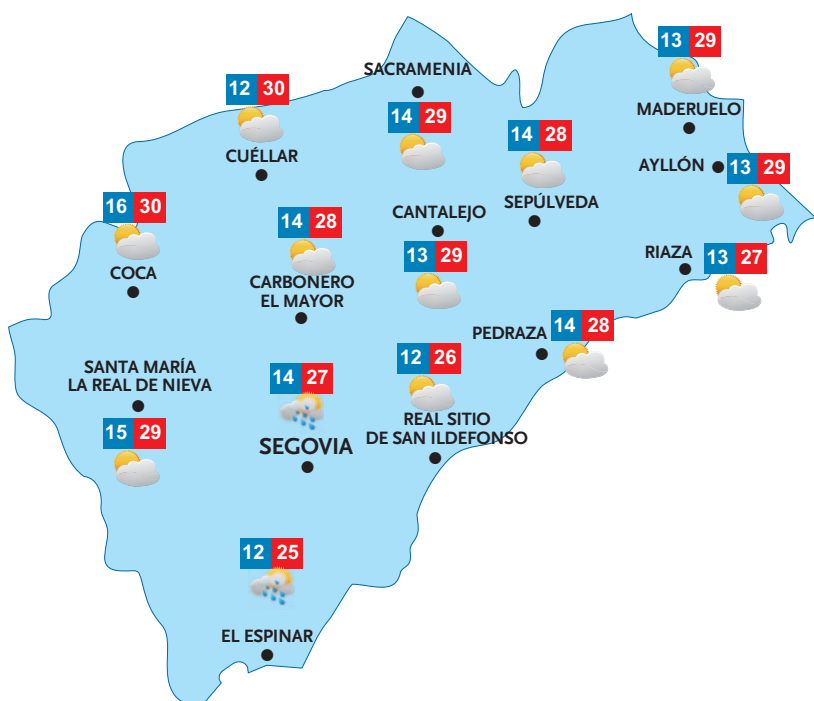 13 29
MADERUELO
SACRAMENIA
14 29
12 30
CUÉLLAR
14 28
SEPÚLVEDA
AYLLÓN
13 29
16 30
COCA
14 28
CARBONERO
EL MAYOR
CANTALEJO
13 29
RIAZA
13 27
PEDRAZA
14 28
SANTA MARÍA
LA REAL DE NIEVA
15 29
14 27
SEGOVIA
12 26
REAL SITIO
DE SAN ILDEFONSO
12 25
EL ESPINAR